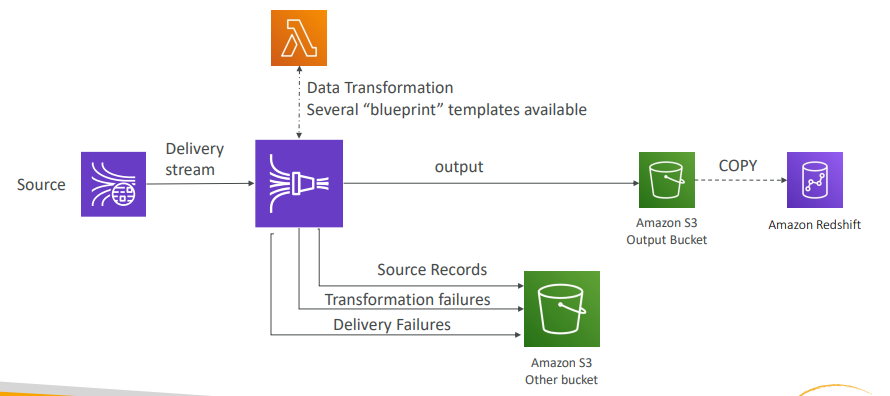 Data Transformation
Several “blueprint” templates available
Delivery
stream
Source
output
COPY
Amazon S3
Output Bucket
Amazon Redshift
Source Records
Transformation failures
Delivery Failures
Amazon S3
Other bucket